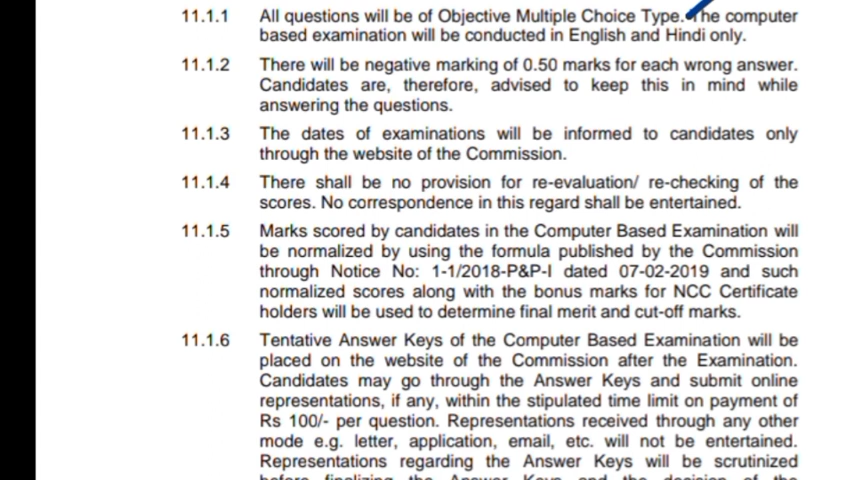 11.1.1 All questions will be of Objective Multiple Choice Type. The computer
based examination will be conducted in English and Hindi only.
11.1.2 There will be negative marking of 0.50 marks for each wrong answer.
Candidates are, therefore, advised to keep this in mind while
answering the questions.
11.1.3 The dates of examinations will be informed to candidates only
through the website of the Commission.
11.1.4 There shall be no provision for re-evaluation/ re-checking of the
scores. No correspondence in this regard shall be entertained.
11.1.5 Marks scored by candidates in the Computer Based Examination will
be normalized by using the formula published by the Commission
through Notice No: 1-1/2018-P&P-I dated 07-02-2019 and such
normalized scores along with the bonus marks for NCC Certificate
holders will be used to determine final merit and cut-off marks.
11.1.6 Tentative Answer Keys of the Computer Based Examination will be
placed on the website of the Commission after the Examination.
Candidates may go through the Answer Keys and submit online
representations, if any, within the stipulated time limit on payment of
Rs 100/- per question. Representations received through any other
mode e.g. letter, application, email, etc. will not be entertained.
Representations regarding the Answer Keys will be scrutinized
before finalizing the Answer Keys and the decision of the